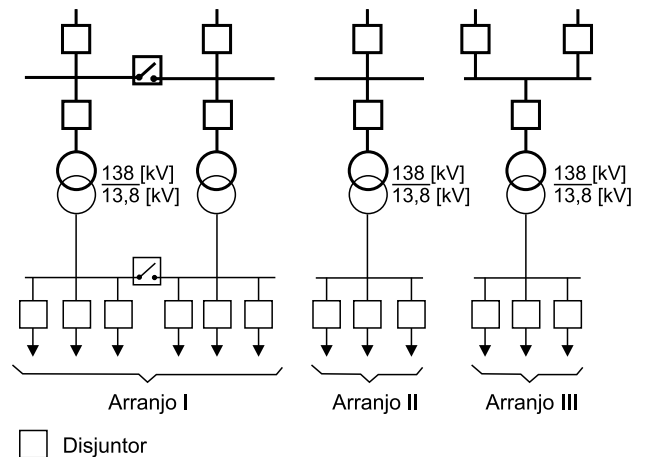 138 [kV]
13,8 [kV]
138 [kV]
13,8 [kV]
138 [kV]
13,8 [kV]
Arranjo I
Arranjo II
Arranjo III
Disjuntor